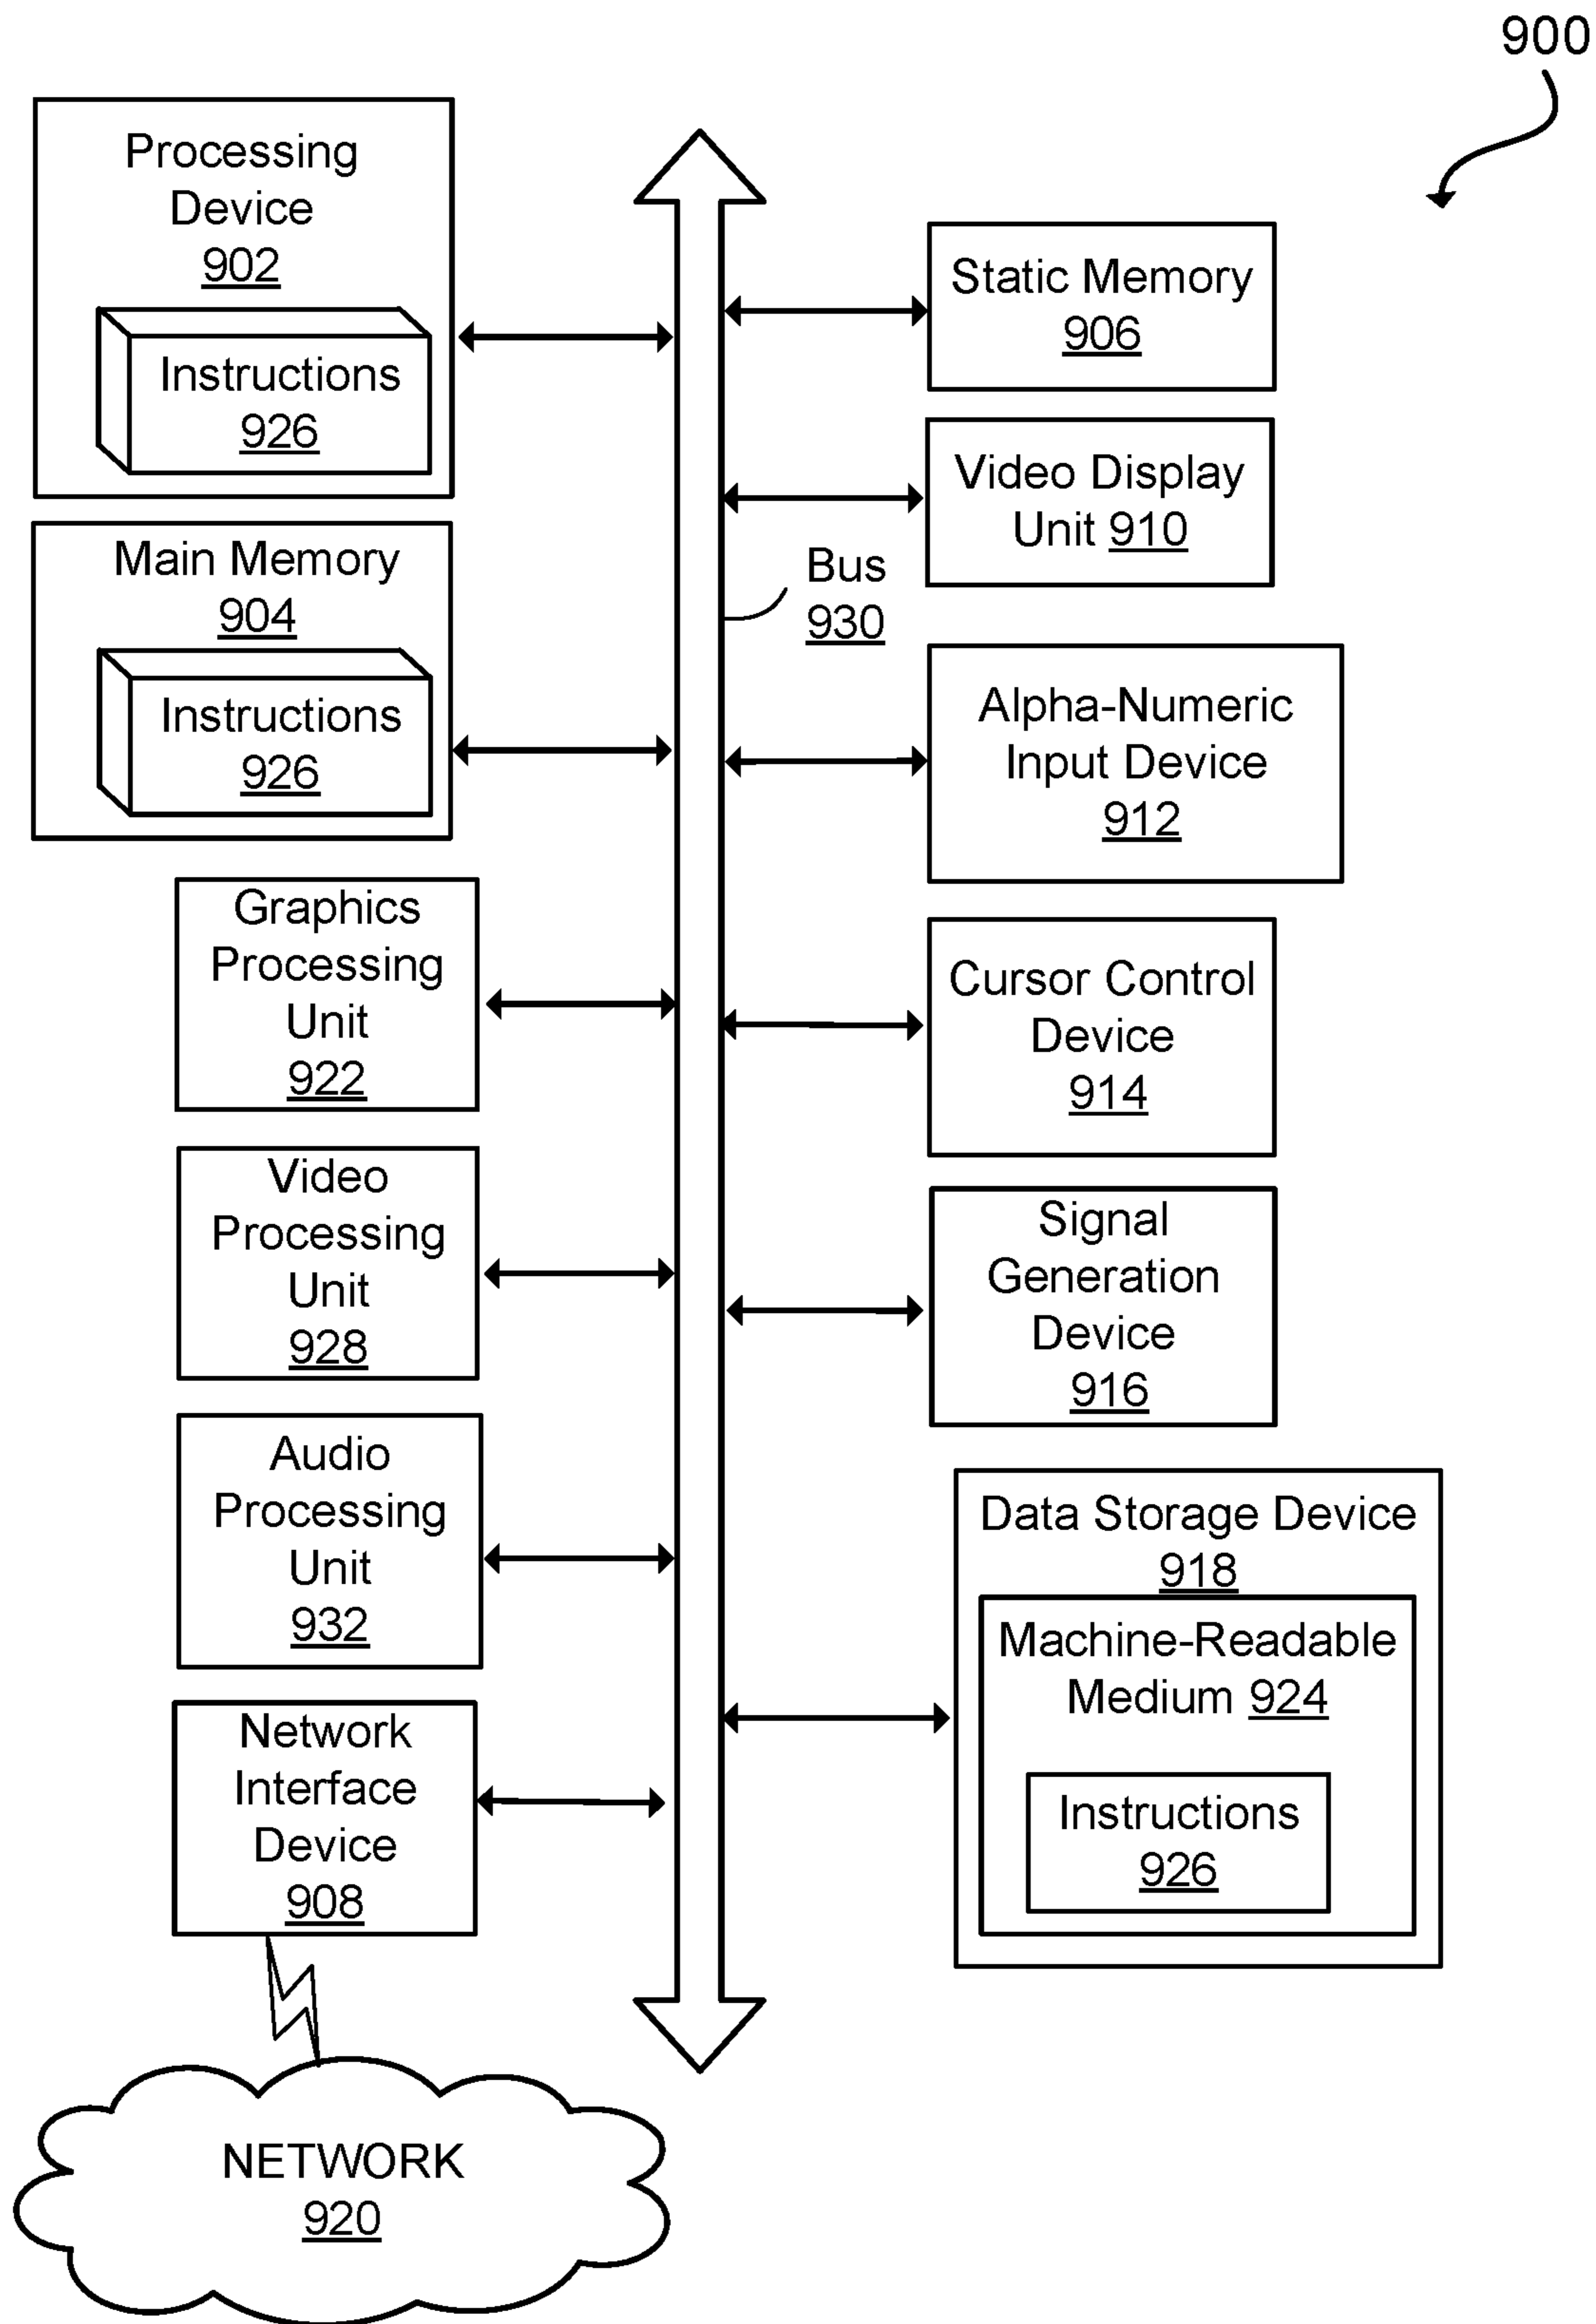 900
Processing
Device
902
Instructions
926
Main Memory
904
Instructions
926
Graphics
Processing
Unit
922
Video
Processing
Unit
928
Audio
Processing
Unit
932
Network
Interface
Device
908
NETWORK
920
Bus
930
Static Memory
906
Video Display
Unit 910
Alpha-Numeric
Input Device
912
Cursor Control
Device
914
Signal
Generation
Device
916
Data Storage Device
918
Machine-Readable
Medium 924
Instructions
926